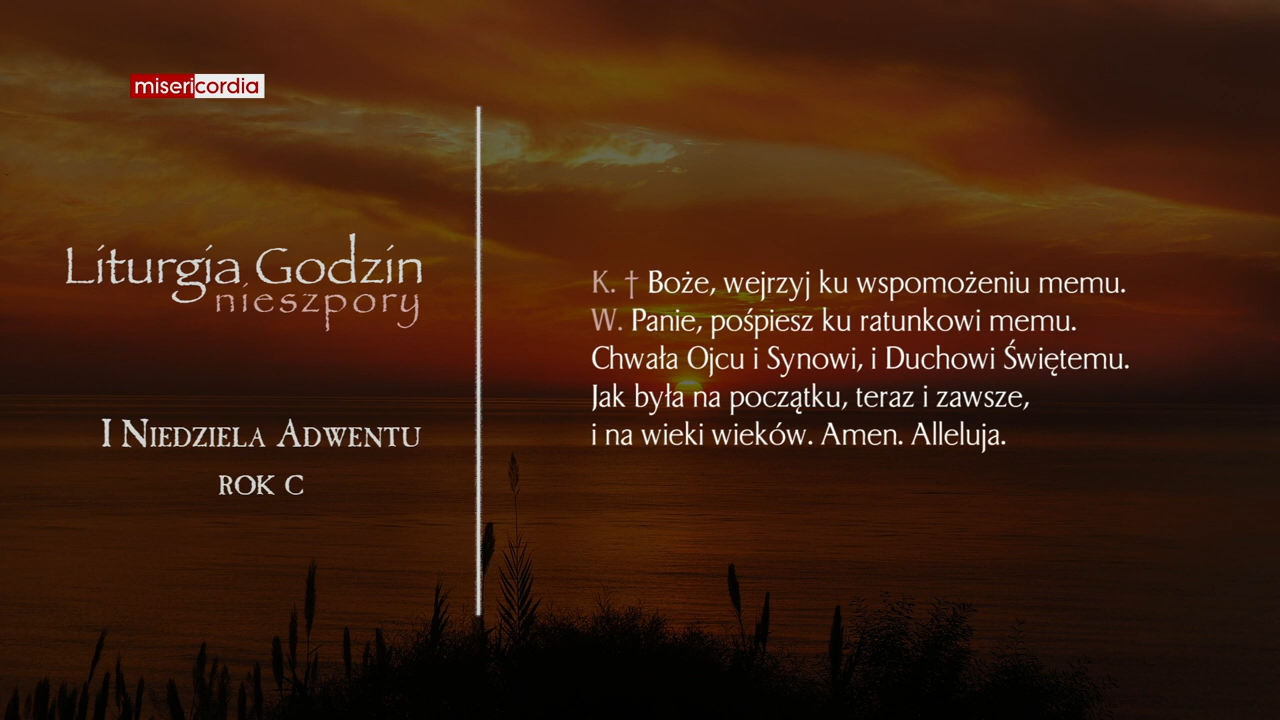 misericordia
Liturgia Godzin
nieszpory
I Niedziela Adwentu
ROK C
K. † Boże, wejrzyj ku wspomożeniu memu.
W. Panie, pośpiesz ku ratunkowi memu.
Chwała Ojcu i Synowi, i Duchowi Świętemu.
Jak była na początku, teraz i zawsze,
i na wieki wieków. Amen. Alleluja.